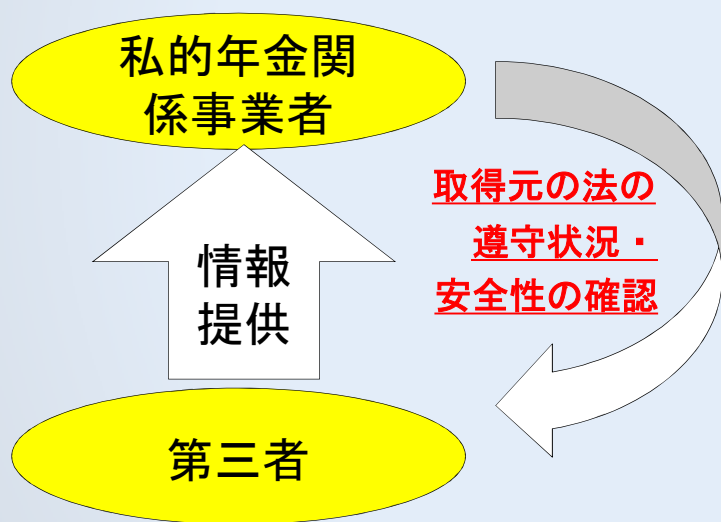 私的年金関
係事業者
取得元の法の
遵守状況・
安全性の確認
情報
提供
第三者